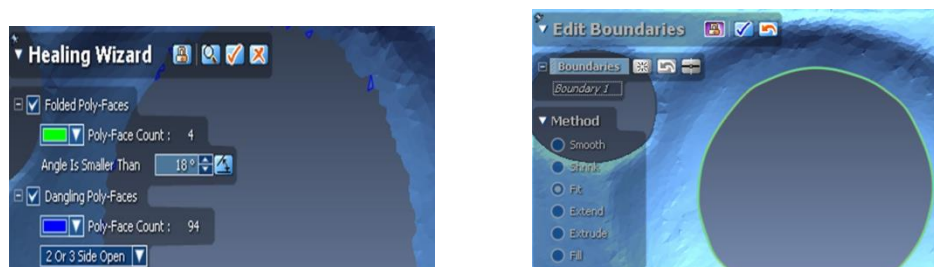 Healing Wizard
Folded Poly-Faces
Poly-Face Count : 4
Angle Is Smaller Than 18°
Dangling Poly-Faces
Poly-Face Count : 94
2 Or 3 Side Open
Edit Boundaries
Boundaries
Boundary 1
Method
Smooth
Shrink
Fit
Extend
Extrude
Fill